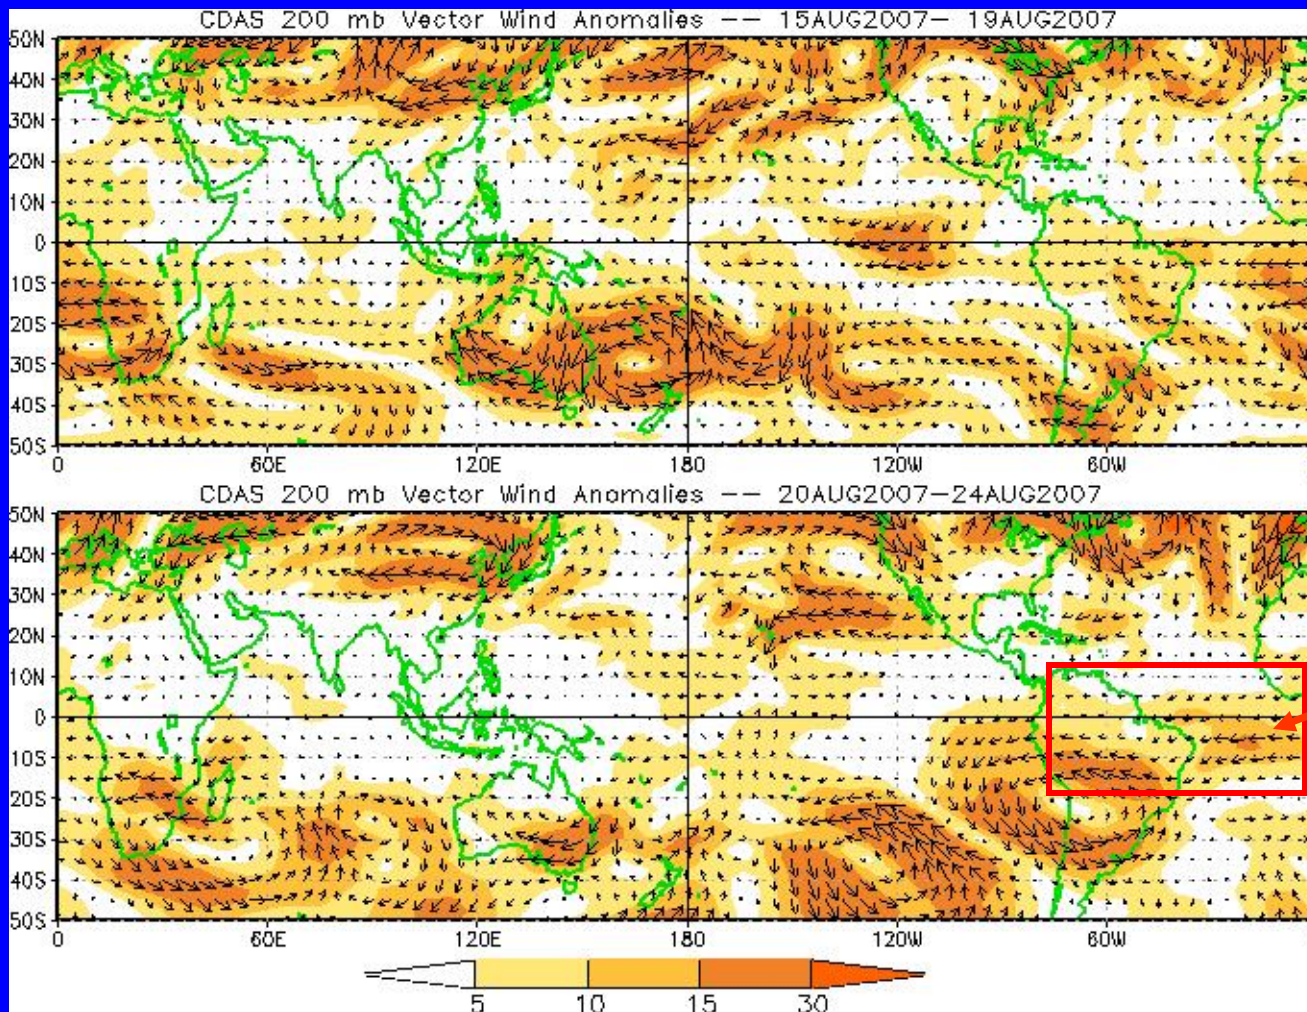 CDAS 200 mb Vector Wind Anomalies -- 15AUG2007- 19AUG2007
50N
40N
30N
20N
10N
0
10S
20S
30S
40S
50S
0 60E 120E 180 120W 60W
CDAS 200 mb Vector Wind Anomalies -- 20AUG2007-24AUG2007
50N
40N
30N
20N
10N
0
10S
20S
30S
40S
50S
0 60E 120E 180 120W 60W
5 10 15 30